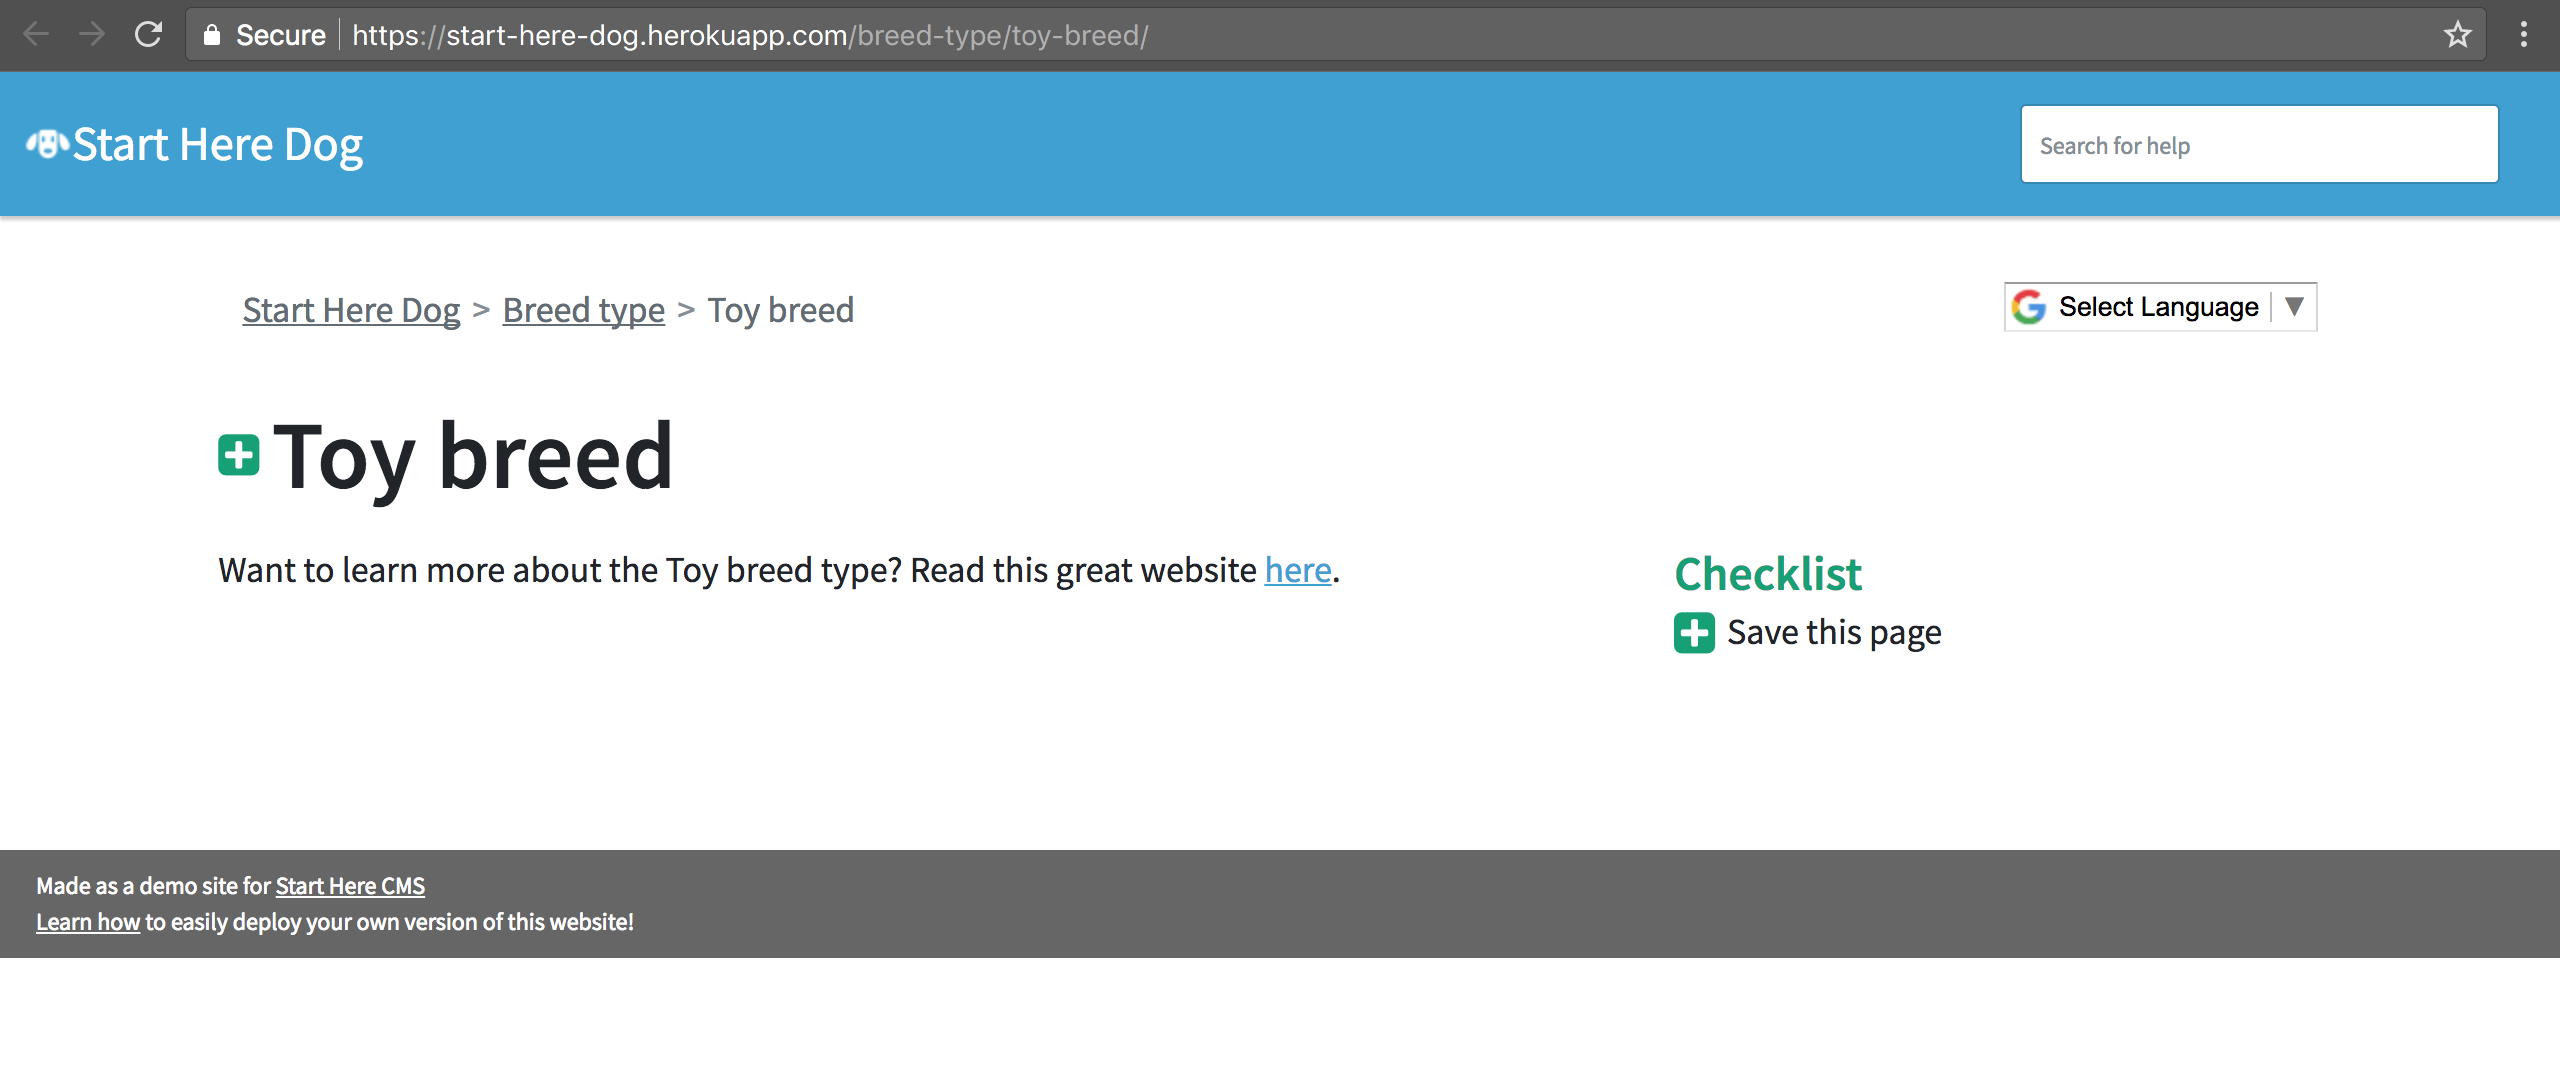 Secure https://start-here-dog.herokuapp.com/breed-type/toy-breed/
Start Here Dog
Search for help
Start Here Dog > Breed type > Toy breed
Select Language ▼
Toy breed
Want to learn more about the Toy breed type? Read this great website here.
Checklist
Save this page
Made as a demo site for Start Here CMS
Learn how to easily deploy your own version of this website!